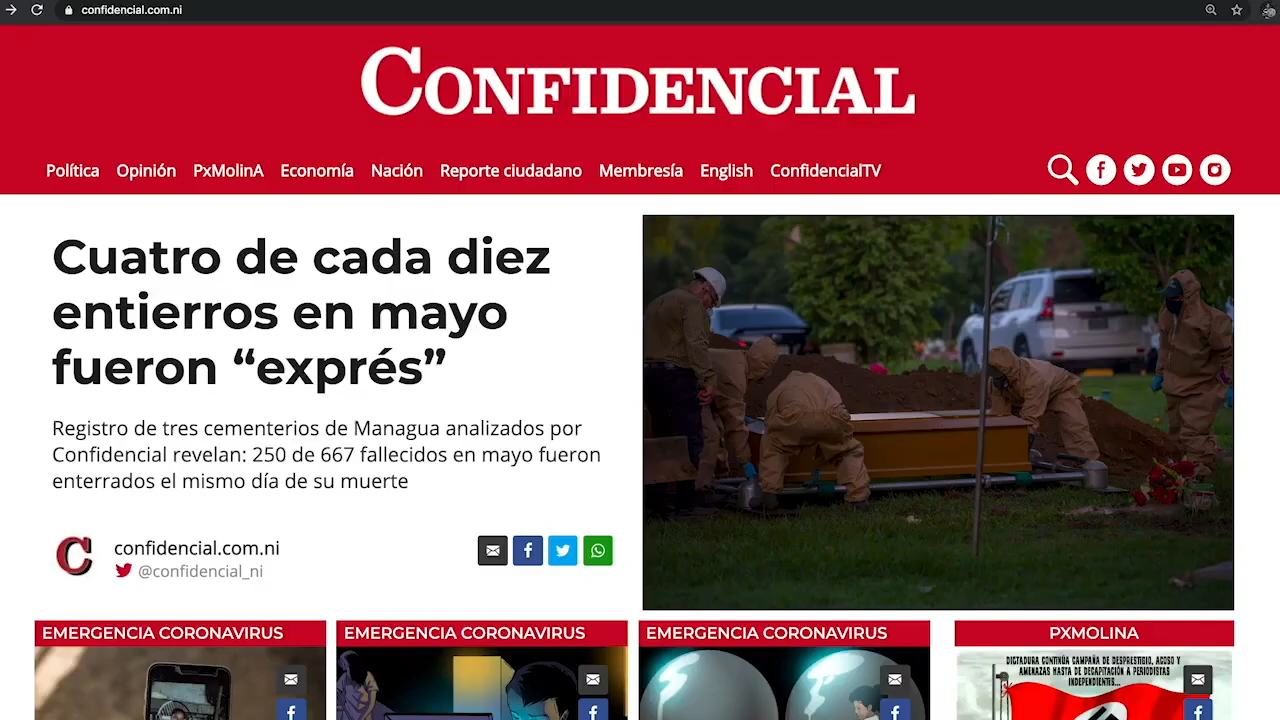 confidencial.com.ni
CONFIDENCIAL
Política Opinión PxMolinA Economía Nación Reporte ciudadano Membresía English ConfidencialTV
Cuatro de cada diez
entierros en mayo
fueron “exprés”
Registro de tres cementerios de Managua analizados por
Confidencial revelan: 250 de 667 fallecidos en mayo fueron
enterrados el mismo día de su muerte
confidencial.com.ni
@confidencial_ni
EMERGENCIA CORONAVIRUS
EMERGENCIA CORONAVIRUS
EMERGENCIA CORONAVIRUS
PXMOLINA
DICTADURA CONTINÚA CAMPAÑA DE DESPRESTIGIO, ACOSO Y
AMENAZAS HASTA DE DECAPITACIÓN A PERIODISTAS
INDEPENDIENTES...